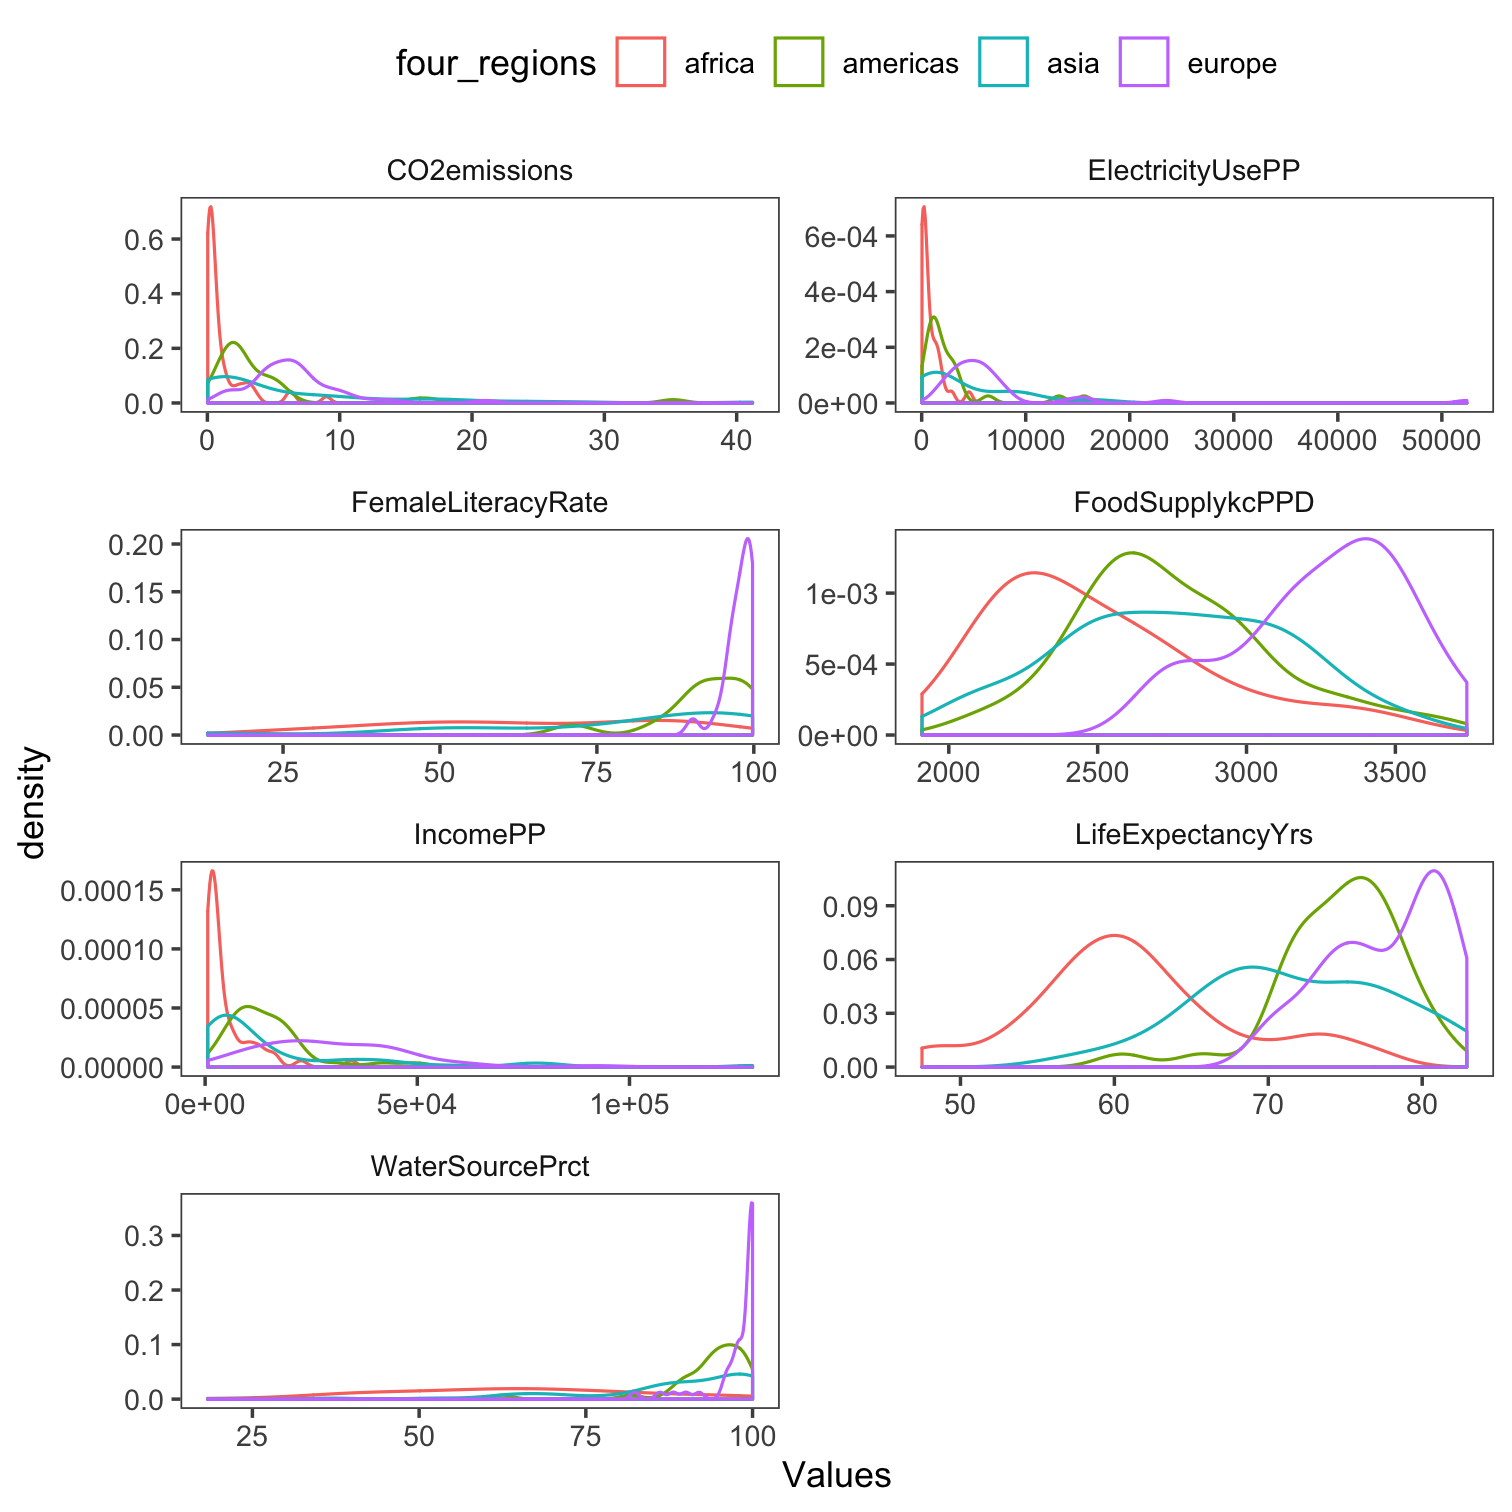 four_regions africa americas asia europe
CO2emissions ElectricityUsePP
0.6
0.4
0.2
0.0
0 10 20 30 40
6e-04
4e-04
2e-04
0e+00
0 10000 20000 30000 40000 50000
FemaleLiteracyRate FoodSupplykcPPD
0.20
0.15
0.10
0.05
0.00
25 50 75 100
1e-03
5e-04
0e+00
2000 2500 3000 3500
density
IncomePP LifeExpectancyYrs
0.00015
0.00010
0.00005
0.00000
0e+00 5e+04 1e+05
0.09
0.06
0.03
0.00
50 60 70 80
WaterSourcePrct
0.3
0.2
0.1
0.0
25 50 75 100
Values